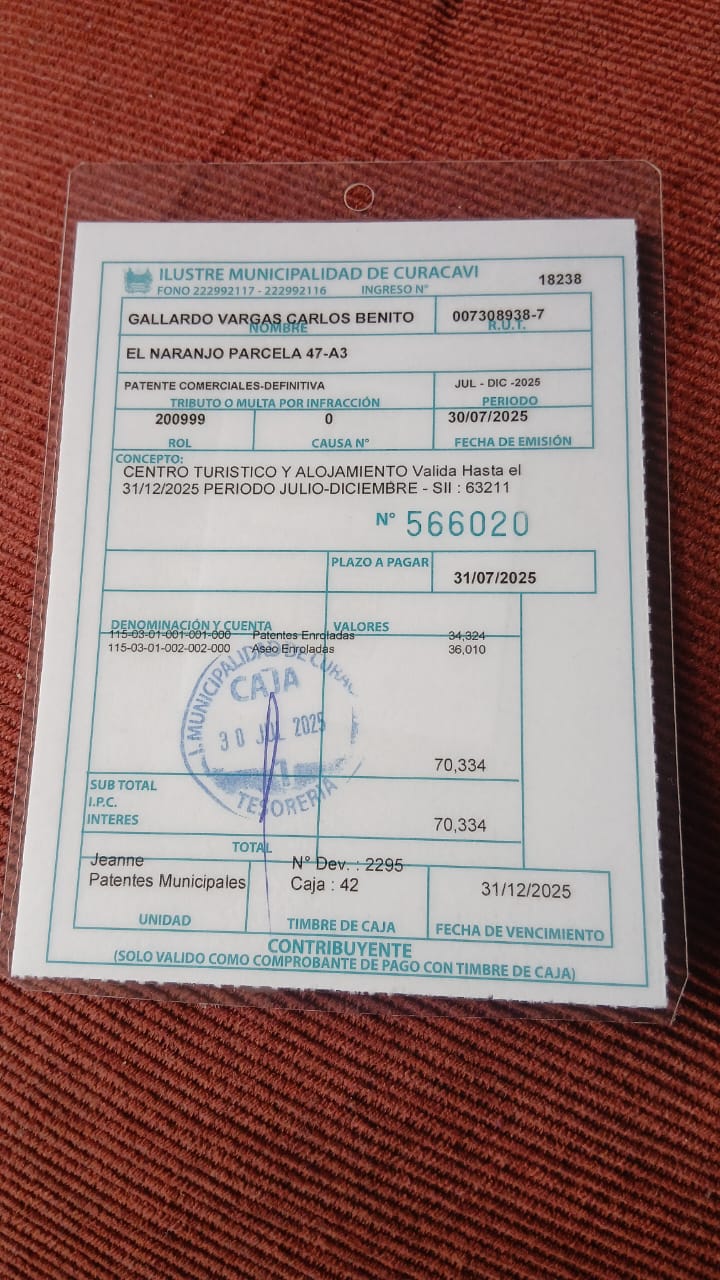 ILUSTRE MUNICIPALIDAD DE CURACAVI
FONO 222992117 - 222992116 INGRESO N° 18238
GALLARDO VARGAS CARLOS BENITO 007308938-7
NOMBRE R.U.T.
EL NARANJO PARCELA 47-A3
PATENTE COMERCIALES-DEFINITIVA JUL - DIC -2025
TRIBUTO O MULTA POR INFRACCIÓN PERIODO
200999 0 30/07/2025
ROL CAUSA N° FECHA DE EMISIÓN
CONCEPTO:
CENTRO TURISTICO Y ALOJAMIENTO Valida Hasta el
31/12/2025 PERIODO JULIO-DICIEMBRE - SII : 63211
N° 566020
PLAZO A PAGAR 31/07/2025
DENOMINACIÓN Y CUENTA VALORES
115-03-01-001-001-000 Patentes Enroladas 34,324
115-03-01-002-002-000 Aseo Enroladas 36,010
I. MUNICIPALIDAD DE CURAC
CAJA
30 JUL 2025
1
TESORERIA
70,334
SUB TOTAL
I.P.C.
INTERES 70,334
TOTAL
Jeanne N° Dev. : 2295
Patentes Municipales Caja : 42 31/12/2025
UNIDAD TIMBRE DE CAJA FECHA DE VENCIMIENTO
CONTRIBUYENTE
(SOLO VALIDO COMO COMPROBANTE DE PAGO CON TIMBRE DE CAJA)